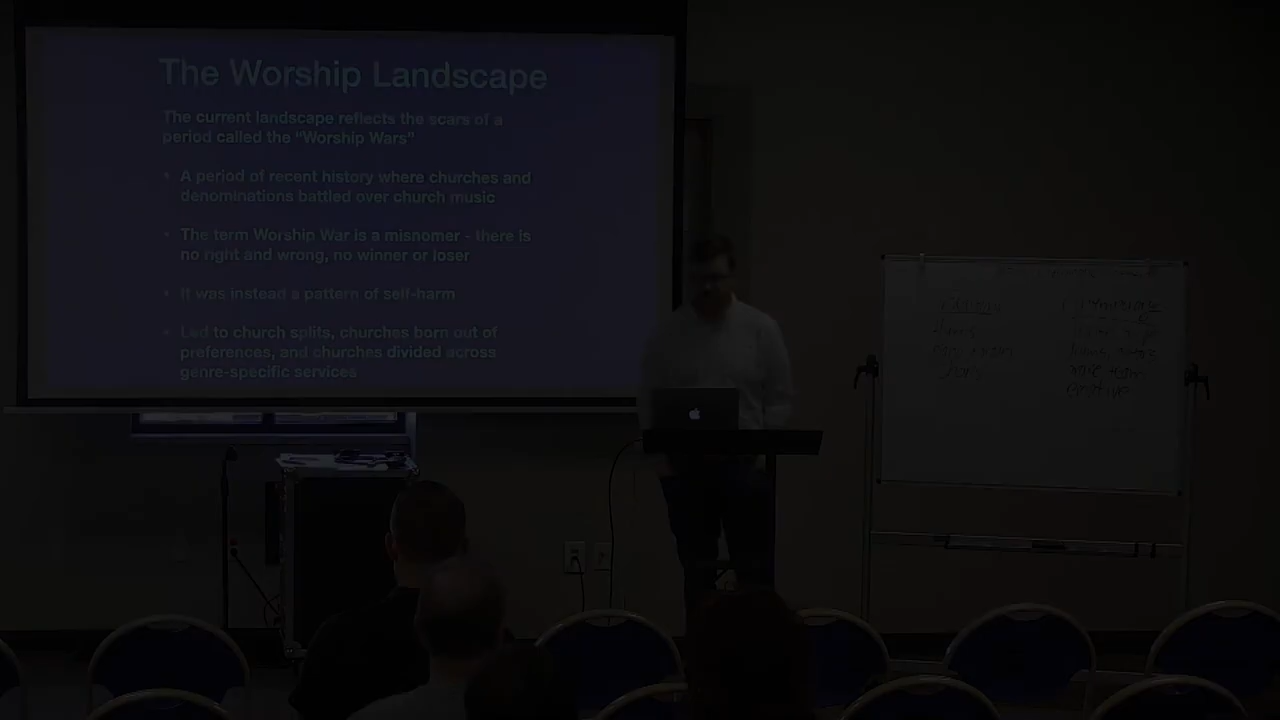 The Worship Landscape
The current landscape reflects the scars of a
period called the "Worship Wars"
• A period of recent history where churches and
denominations battled over church music
• The term Worship War is a misnomer - there is
no right and wrong, no winner or loser
• It was instead a pattern of self-harm
• Led to church splits, churches born out of
preferences, and churches divided across
genre-specific services